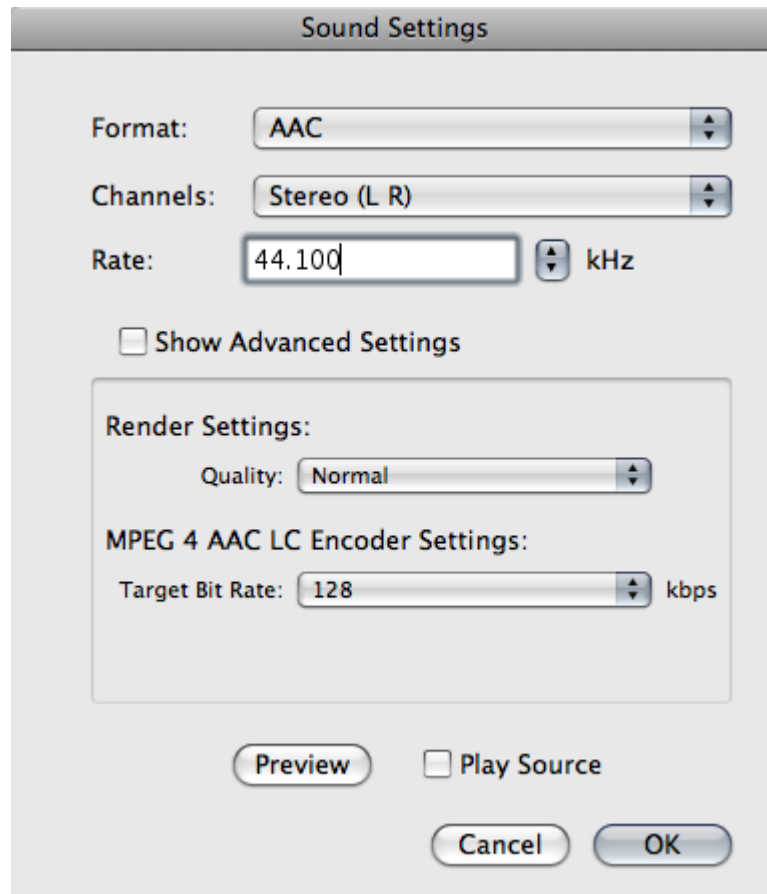 Sound Settings
Format: AAC
Channels: Stereo (L R)
Rate: 44.100 kHz
Show Advanced Settings
Render Settings:
Quality: Normal
MPEG 4 AAC LC Encoder Settings:
Target Bit Rate: 128 kbps
Preview Play Source
Cancel OK